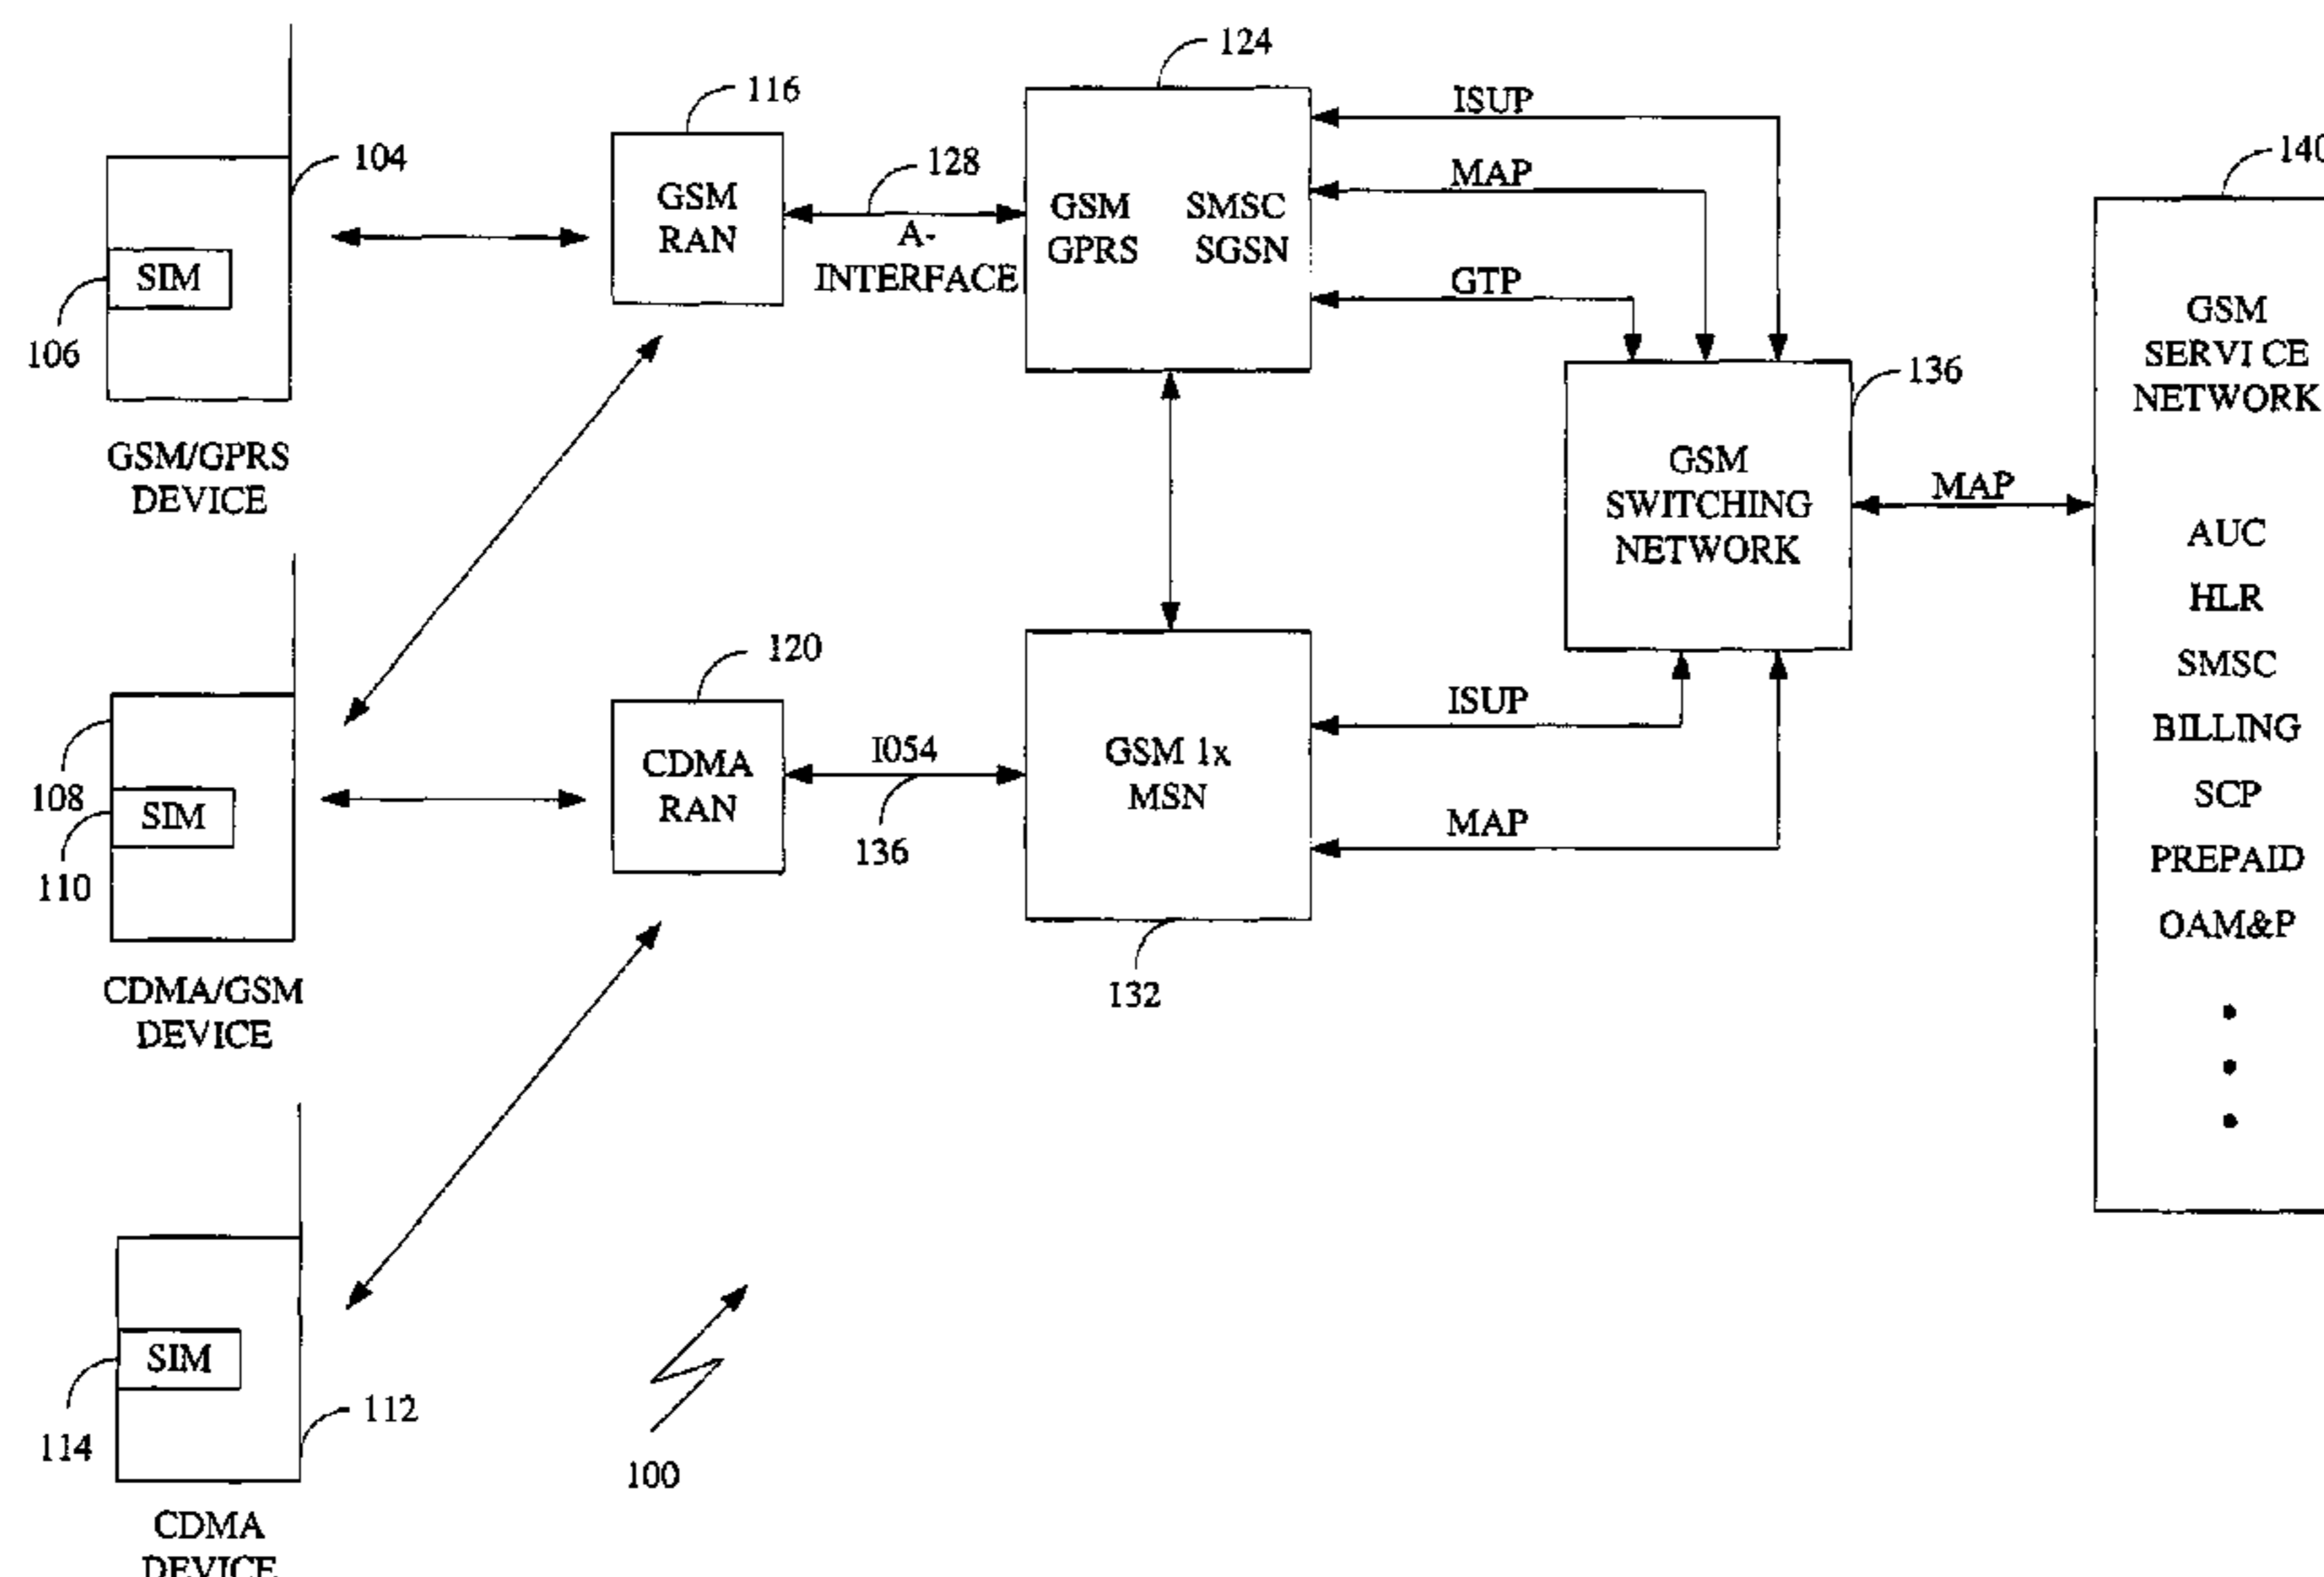 124
116
ISUP
140
104
128
MAP
GSM
RAN
GSM SMSC
GPRS SGSN
A-
INTERFACE
SIM
GTP
GSM
SERVI CE
NETWORK
106
136
GSM/GPRS
DEVICE
GSM
SWITCHING
NETWORK
MAP
AUC
HLR
SMSC
BILLING
SCP
PREPAID
OAM&P
120
ISUP
CDMA
RAN
I054
136
GSM 1x
MSN
108
SIM
110
MAP
132
CDMA/GSM
DEVICE
SIM
112
114
100
CDMA
DEVICE